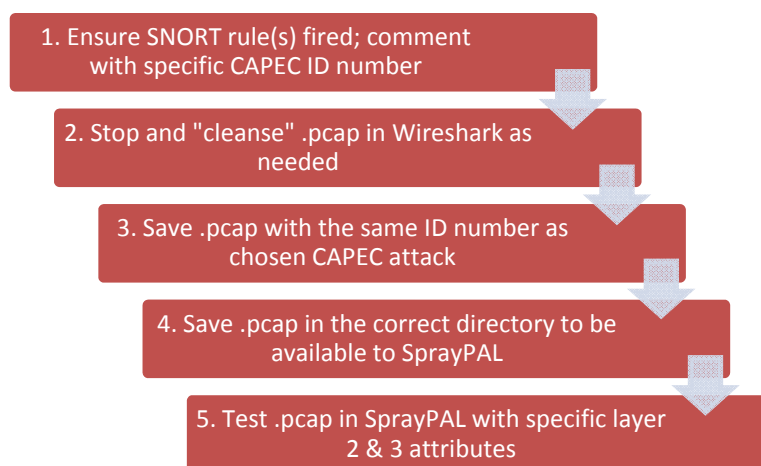 1. Ensure SNORT rule(s) fired; comment
with specific CAPEC ID number
2. Stop and "cleanse" .pcap in Wireshark as
needed
3. Save .pcap with the same ID number as
chosen CAPEC attack
4. Save .pcap in the correct directory to be
available to SprayPAL
5. Test .pcap in SprayPAL with specific layer
2 & 3 attributes